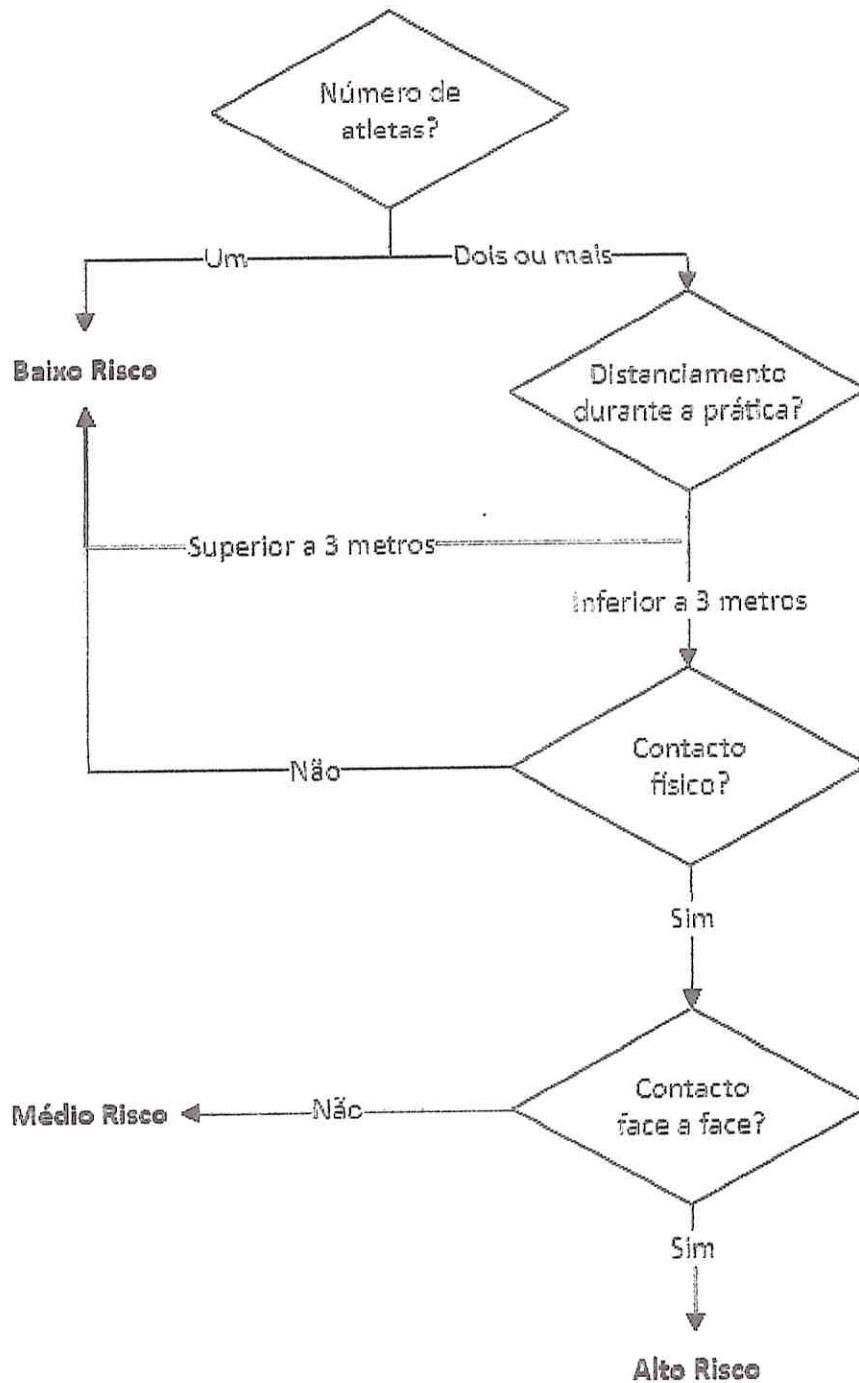 Número de
atletas?
Um
Dois ou mais
Baixo Risco
Distanciamento
durante a prática?
Superior a 3 metros
Inferior a 3 metros
Contacto
físico?
Não
Sim
Contacto
face a face?
Médio Risco
Não
Sim
Alto Risco